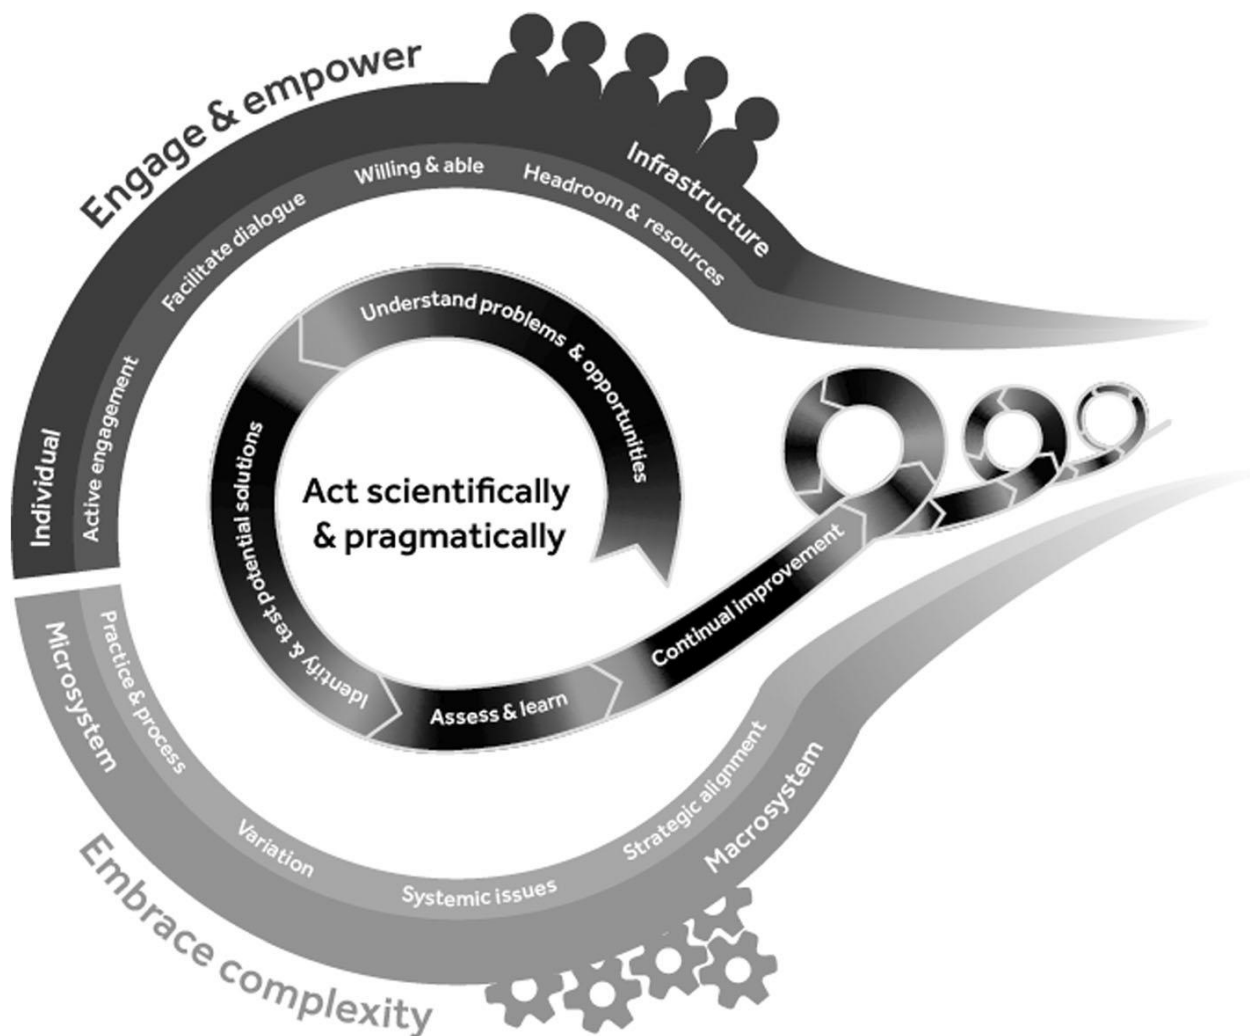 Engage & empower
Infrastructure
Individual
Active engagement
Facilitate dialogue
Willing & able
Headroom & resources
Understand problems & opportunities
Identify & test potential solutions
Assess & learn
Continual improvement
Act scientifically
& pragmatically
Microsystem
Practice & process
Variation
Systemic issues
Strategic alignment
Macrosystem
Embrace complexity